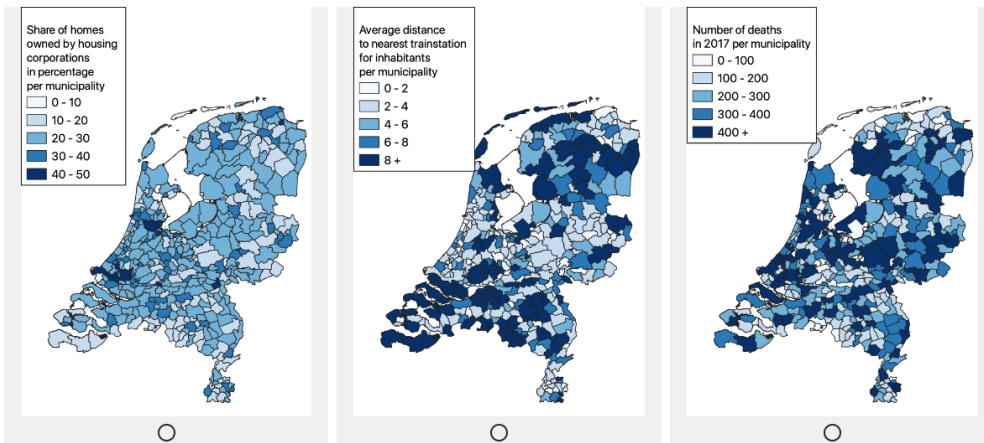 Share of homes
owned by housing
corporations
in percentage
per municipality
0 - 10
10 - 20
20 - 30
30 - 40
40 - 50
Average distance
to nearest trainstation
for inhabitants
per municipality
0 - 2
2 - 4
4 - 6
6 - 8
8 +
Number of deaths
in 2017 per municipality
0 - 100
100 - 200
200 - 300
300 - 400
400 +